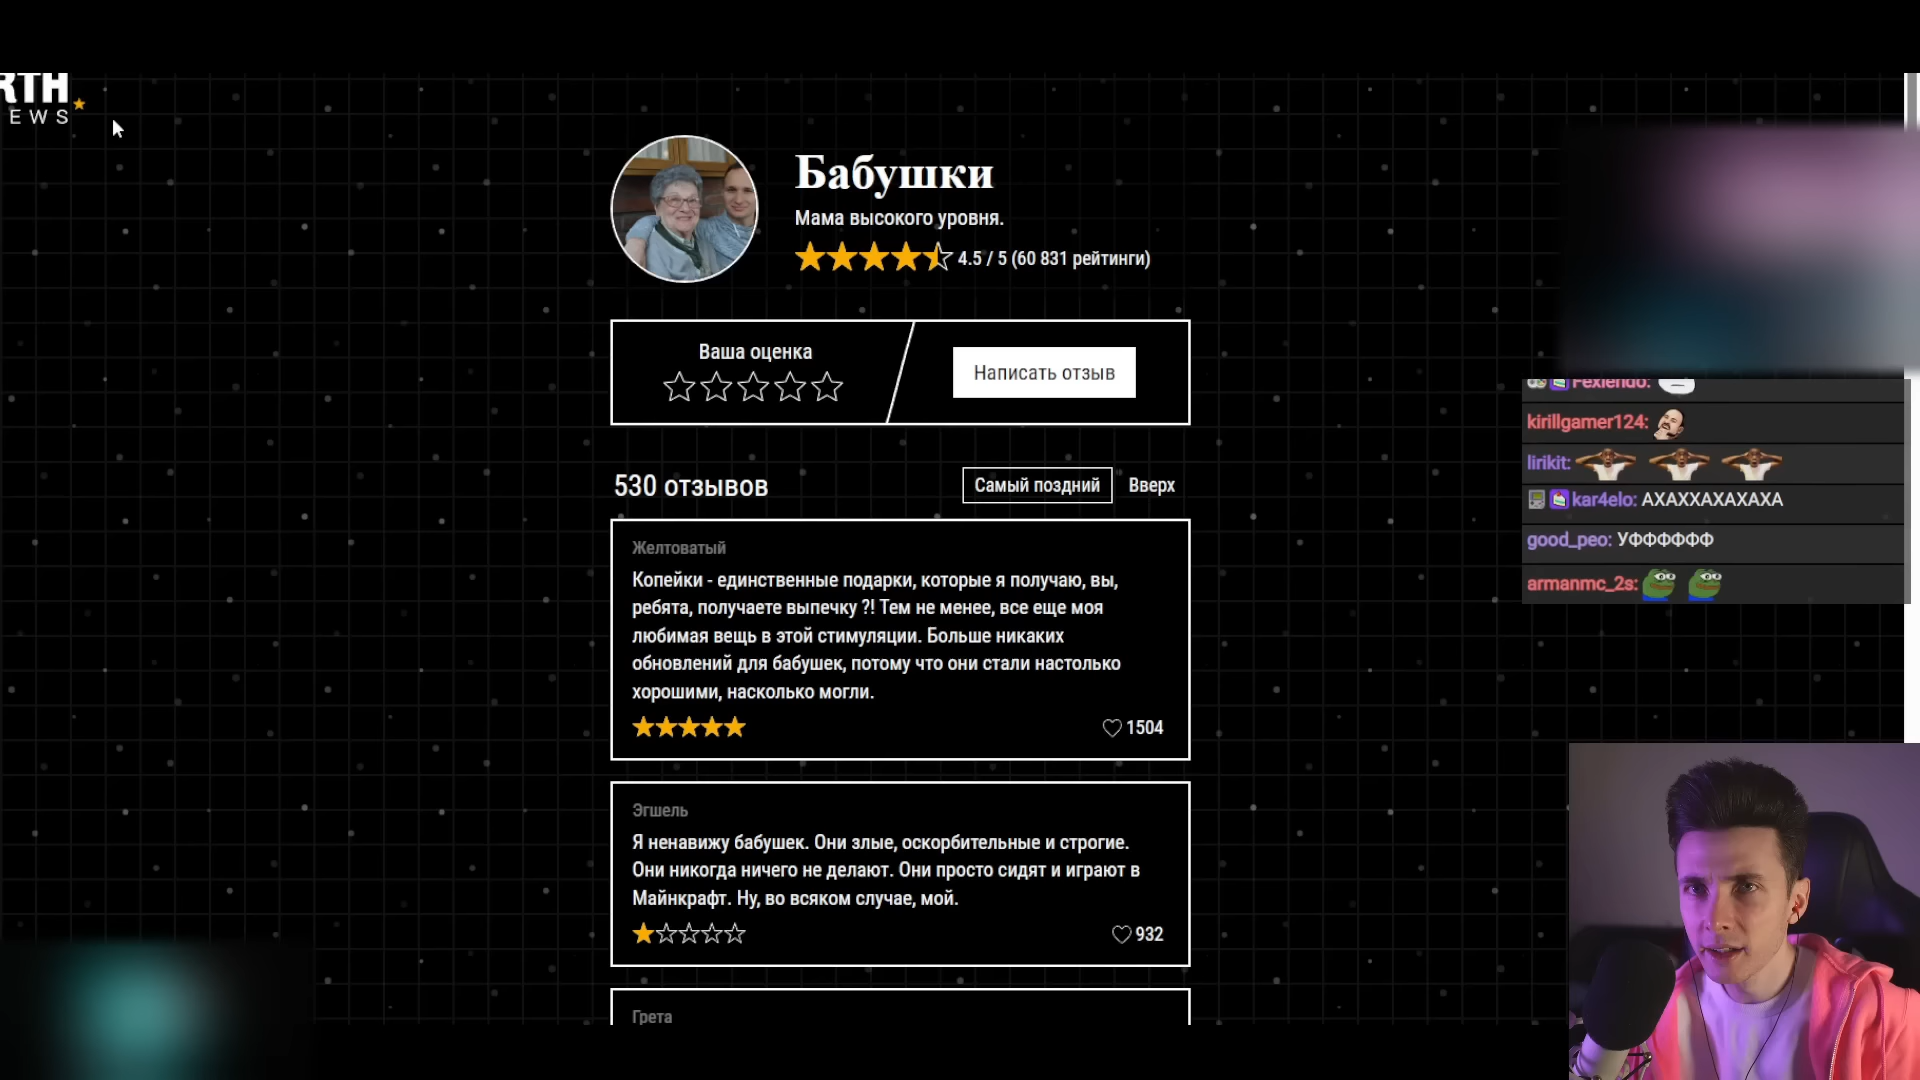 RTH
EWS
Бабушки
Мама высокого уровня.
4.5 / 5 (60 831 рейтинги)
Ваша оценка
Написать отзыв
530 отзывов
Самый поздний
Вверх
Желтоватый
Копейки - единственные подарки, которые я получаю, вы,
ребята, получаете выпечку ?! Тем не менее, все еще моя
любимая вещь в этой стимуляции. Больше никаких
обновлений для бабушек, потому что они стали настолько
хорошими, насколько могли.
1504
Эгшель
Я ненавижу бабушек. Они злые, оскорбительные и строгие.
Они никогда ничего не делают. Они просто сидят и играют в
Майнкрафт. Ну, во всяком случае, мой.
932
Грета
Fexlendo:
kirillgamer124:
lirikit:
kar4elo: АХАХХАХАХАХА
good_peo: УФФФФФФ
armanmc_2s: